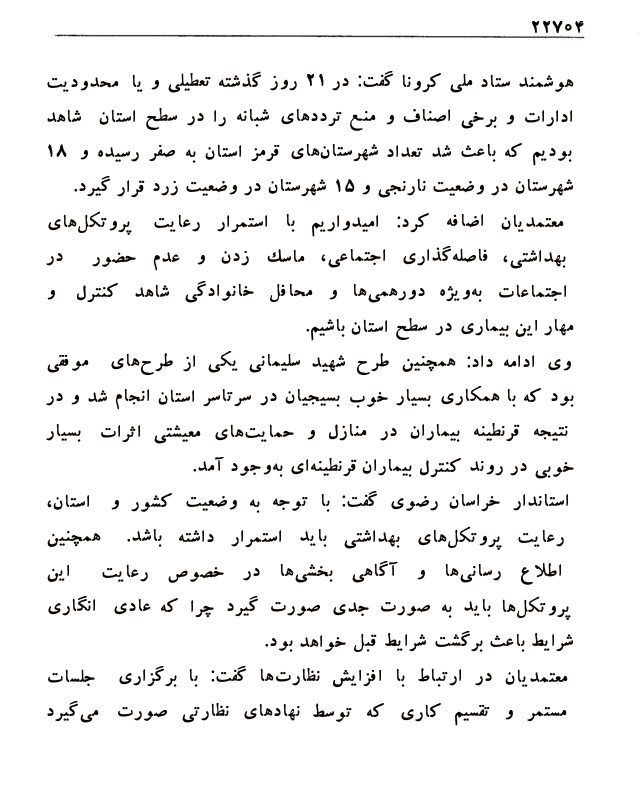 ۲۲۷۰۴
هوشمند ستاد ملی کرونا گفت: در ۲۱ روز گذشته تعطیلی و یا محدودیت
ادارات و برخی اصناف و منع ترددهای شبانه را در سطح استان شاهد
بودیم که باعث شد تعداد شهرستان‌های قرمز استان به صفر رسیده و ۱۸
شهرستان در وضعیت نارنجی و ۱۵ شهرستان در وضعیت زرد قرار گیرد.
معتمدیان اضافه کرد: امیدواریم با استمرار رعایت پروتکل‌های
بهداشتی، فاصله‌گذاری اجتماعی، ماسك زدن و عدم حضور در
اجتماعات به‌ویژه دورهمی‌ها و محافل خانوادگی شاهد کنترل و
مهار این بیماری در سطح استان باشیم.
وی ادامه داد: همچنین طرح شهید سلیمانی یکی از طرح‌های موفقی
بود که با همکاری بسیار خوب بسیجیان در سرتاسر استان انجام شد و در
نتیجه قرنطینه بیماران در منازل و حمایت‌های معیشتی اثرات بسیار
خوبی در روند کنترل بیماران قرنطینه‌ای به‌وجود آمد.
استاندار خراسان رضوی گفت: با توجه به وضعیت کشور و استان،
رعایت پروتکل‌های بهداشتی باید استمرار داشته باشد. همچنین
اطلاع رسانی‌ها و آگاهی بخشی‌ها در خصوص رعایت این
پروتکل‌ها باید به صورت جدی صورت گیرد چرا که عادی انگاری
شرایط باعث برگشت شرایط قبل خواهد بود.
معتمدیان در ارتباط با افزایش نظارت‌ها گفت: با برگزاری جلسات
مستمر و تقسیم کاری که توسط نهادهای نظارتی صورت می‌گیرد